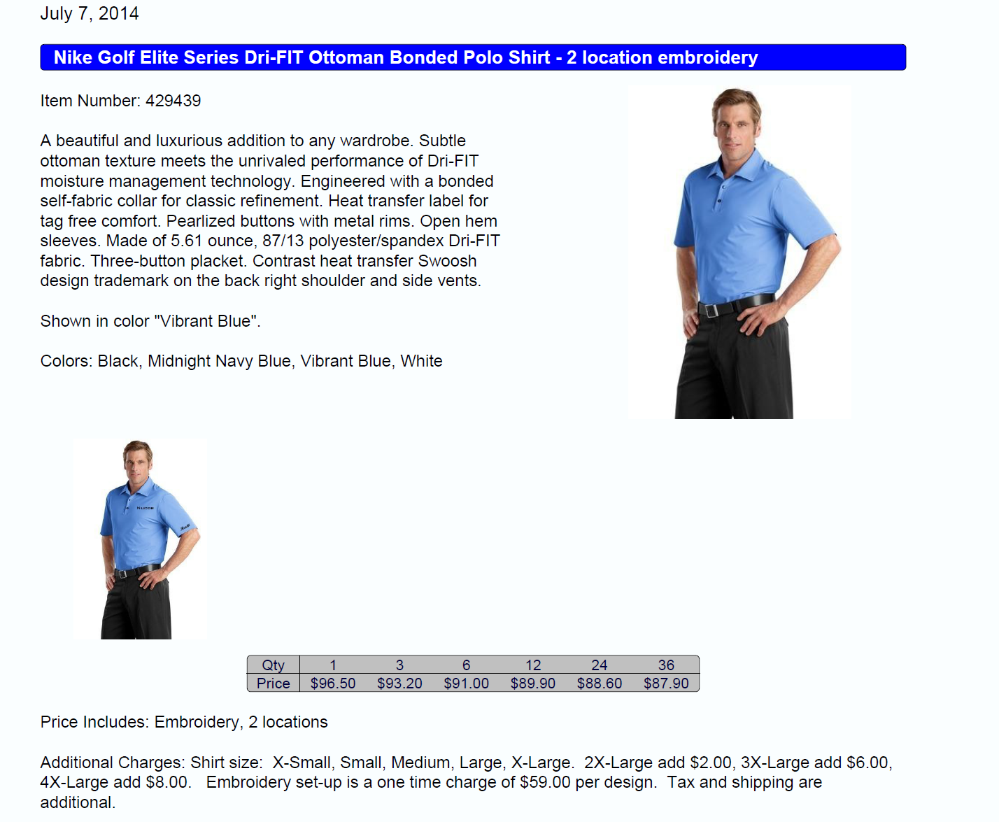 July 7, 2014
Nike Golf Elite Series Dri-FIT Ottoman Bonded Polo Shirt - 2 location embroidery
Item Number: 429439
A beautiful and luxurious addition to any wardrobe. Subtle
ottoman texture meets the unrivaled performance of Dri-FIT
moisture management technology. Engineered with a bonded
self-fabric collar for classic refinement. Heat transfer label for
tag free comfort. Pearlized buttons with metal rims. Open hem
sleeves. Made of 5.61 ounce, 87/13 polyester/spandex Dri-FIT
fabric. Three-button placket. Contrast heat transfer Swoosh
design trademark on the back right shoulder and side vents.
Shown in color "Vibrant Blue".
Colors: Black, Midnight Navy Blue, Vibrant Blue, White
Nucor
Qty 1 3 6 12 24 36
Price $96.50 $93.20 $91.00 $89.90 $88.60 $87.90
Price Includes: Embroidery, 2 locations
Additional Charges: Shirt size:  X-Small, Small, Medium, Large, X-Large.  2X-Large add $2.00, 3X-Large add $6.00,
4X-Large add $8.00.   Embroidery set-up is a one time charge of $59.00 per design.  Tax and shipping are
additional.